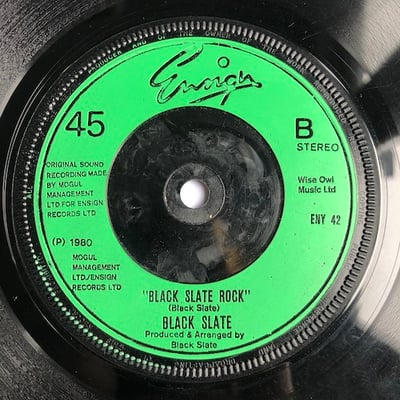 Ensign
45
B
STEREO
ORIGINAL SOUND
RECORDING MADE
BY MOGUL
MANAGEMENT
LTD FOR ENSIGN
RECORDS LTD
Wise Owl
Music Ltd
ENY 42
(P) 1980
MOGUL
MANAGEMENT
LTD./ENSIGN
RECORDS LTD
"BLACK SLATE ROCK"
(Black Slate)
BLACK SLATE
Produced & Arranged by
Black Slate